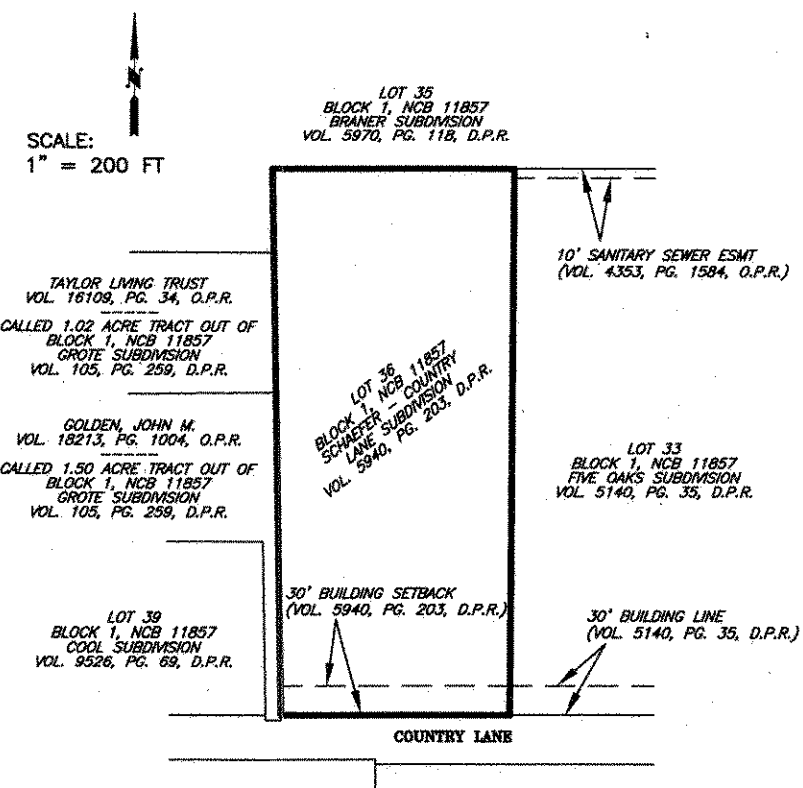 N
SCALE:
1" = 200 FT
LOT 35
BLOCK 1, NCB 11857
BRANER SUBDIVISION
VOL. 5970, PG. 118, D.P.R.
10' SANITARY SEWER ESMT
(VOL. 4353, PG. 1584, O.P.R.)
TAYLOR LIVING TRUST
VOL. 16109, PG. 34, O.P.R.
CALLED 1.02 ACRE TRACT OUT OF
BLOCK 1, NCB 11857
GROTE SUBDIVISION
VOL. 105, PG. 259, D.P.R.
GOLDEN, JOHN M.
VOL. 18213, PG. 1004, O.P.R.
CALLED 1.50 ACRE TRACT OUT OF
BLOCK 1, NCB 11857
GROTE SUBDIVISION
VOL. 105, PG. 259, D.P.R.
LOT 36
BLOCK 1, NCB 11857
SCHAEFER - COUNTRY
LANE SUBDIVISION
VOL. 5940, PG. 203, D.P.R.
LOT 33
BLOCK 1, NCB 11857
FIVE OAKS SUBDIVISION
VOL. 5140, PG. 35, D.P.R.
30' BUILDING SETBACK
(VOL. 5940, PG. 203, D.P.R.)
30' BUILDING LINE
(VOL. 5140, PG. 35, D.P.R.)
LOT 39
BLOCK 1, NCB 11857
COOL SUBDIVISION
VOL. 9526, PG. 69, D.P.R.
COUNTRY LANE